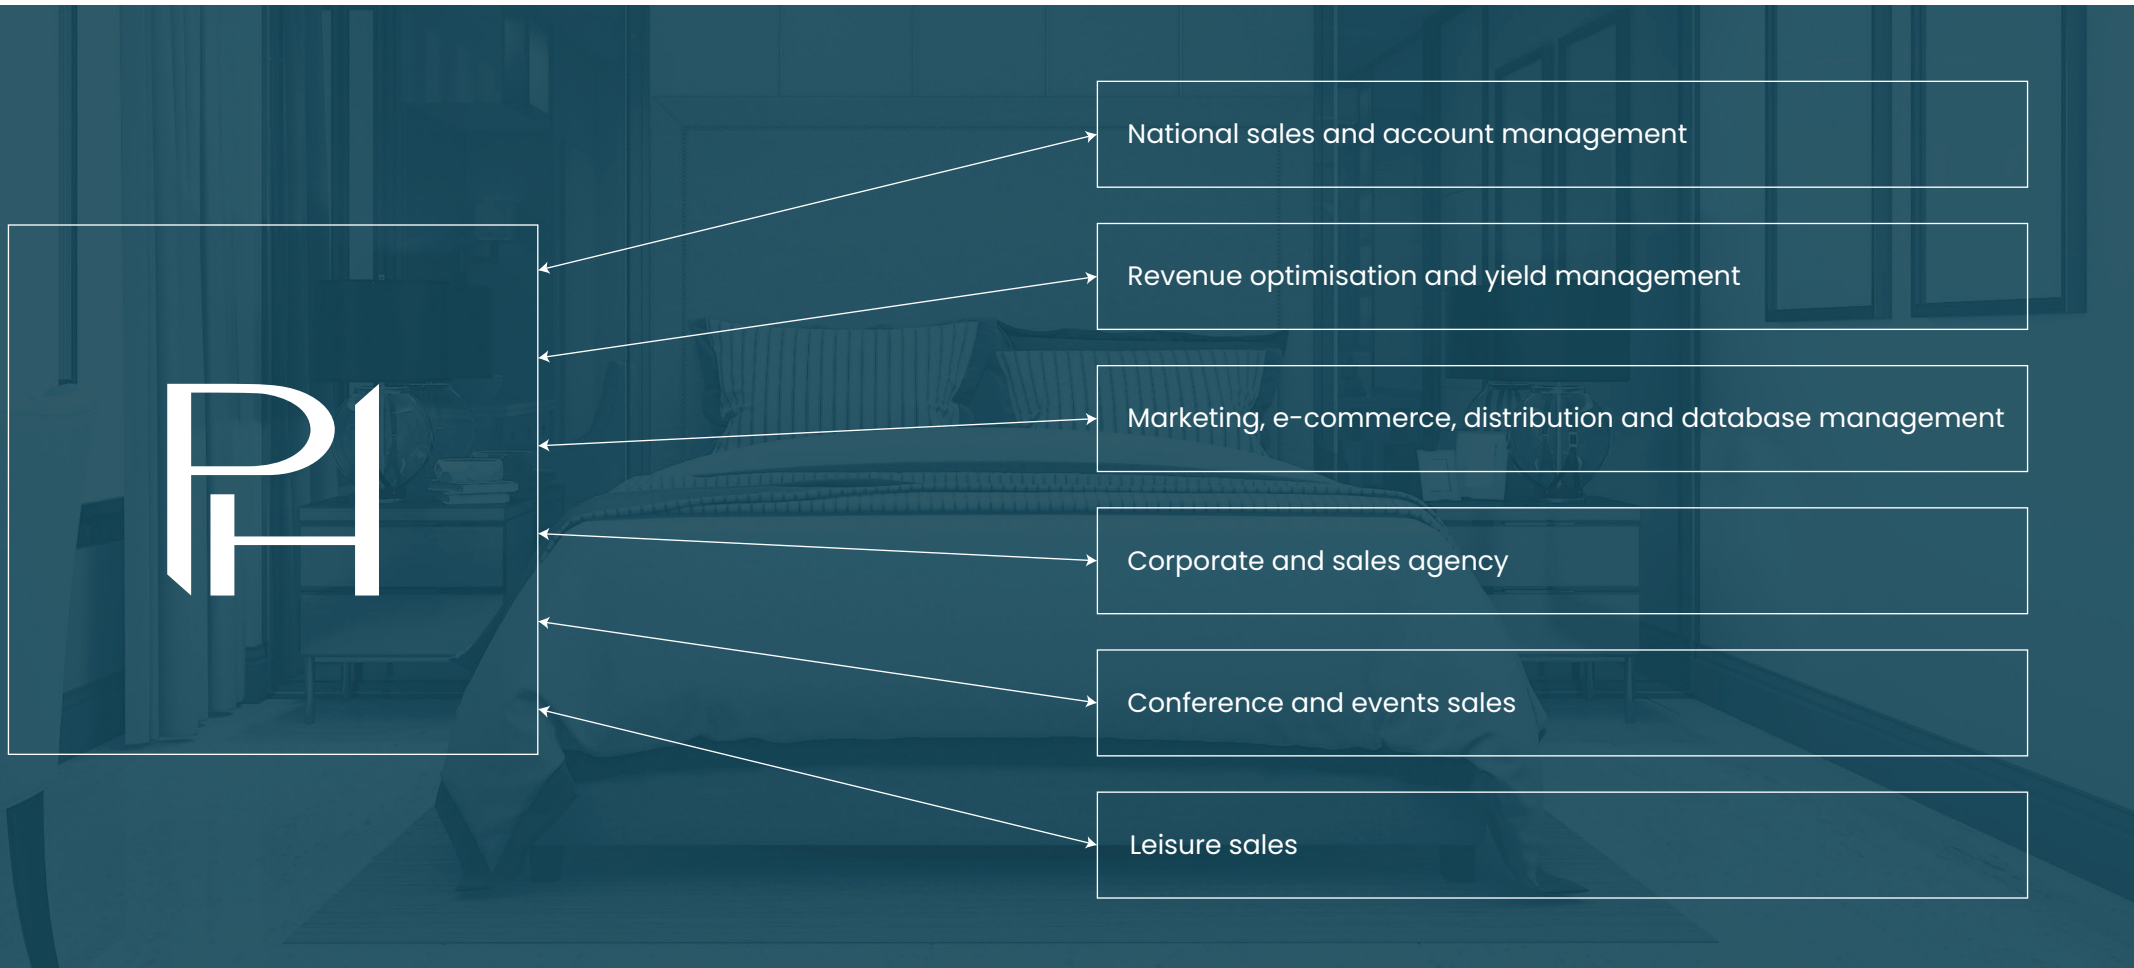 PH
National sales and account management
Revenue optimisation and yield management
Marketing, e-commerce, distribution and database management
Corporate and sales agency
Conference and events sales
Leisure sales